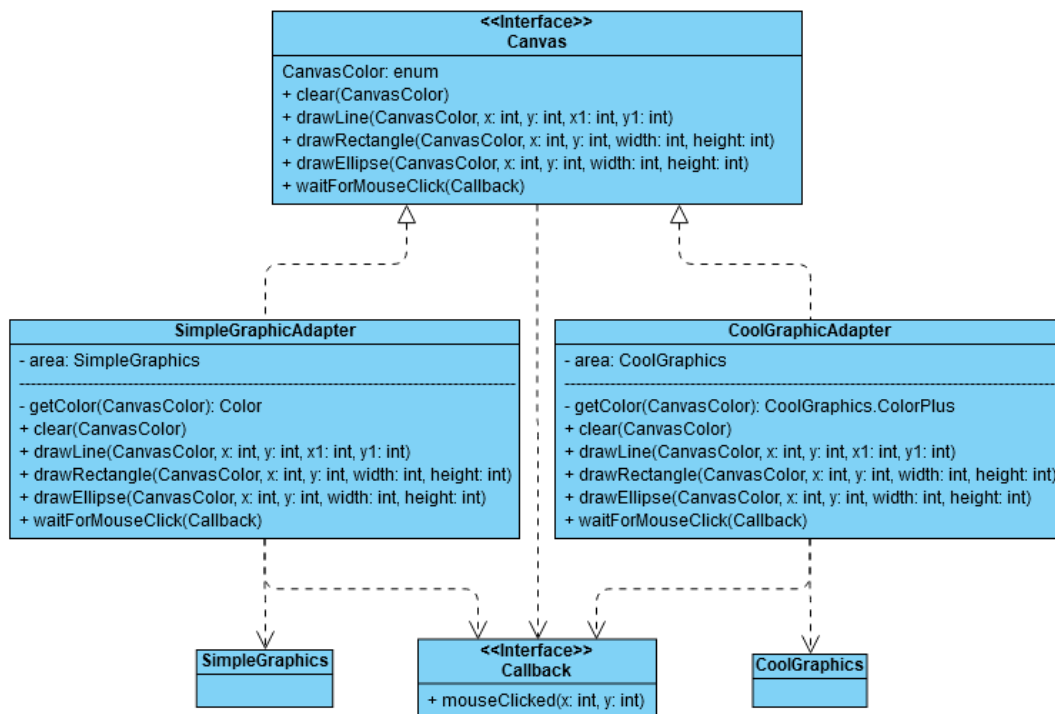 <<Interface>>
Canvas
CanvasColor: enum
+ clear(CanvasColor)
+ drawLine(CanvasColor, x: int, y: int, x1: int, y1: int)
+ drawRectangle(CanvasColor, x: int, y: int, width: int, height: int)
+ drawEllipse(CanvasColor, x: int, y: int, width: int, height: int)
+ waitForMouseClick(Callback)
SimpleGraphicAdapter
- area: SimpleGraphics
- getColor(CanvasColor): Color
+ clear(CanvasColor)
+ drawLine(CanvasColor, x: int, y: int, x1: int, y1: int)
+ drawRectangle(CanvasColor, x: int, y: int, width: int, height: int)
+ drawEllipse(CanvasColor, x: int, y: int, width: int, height: int)
+ waitForMouseClick(Callback)
CoolGraphicAdapter
- area: CoolGraphics
- getColor(CanvasColor): CoolGraphics.ColorPlus
+ clear(CanvasColor)
+ drawLine(CanvasColor, x: int, y: int, x1: int, y1: int)
+ drawRectangle(CanvasColor, x: int, y: int, width: int, height: int)
+ drawEllipse(CanvasColor, x: int, y: int, width: int, height: int)
+ waitForMouseClick(Callback)
SimpleGraphics
<<Interface>>
Callback
+ mouseClicked(x: int, y: int)
CoolGraphics